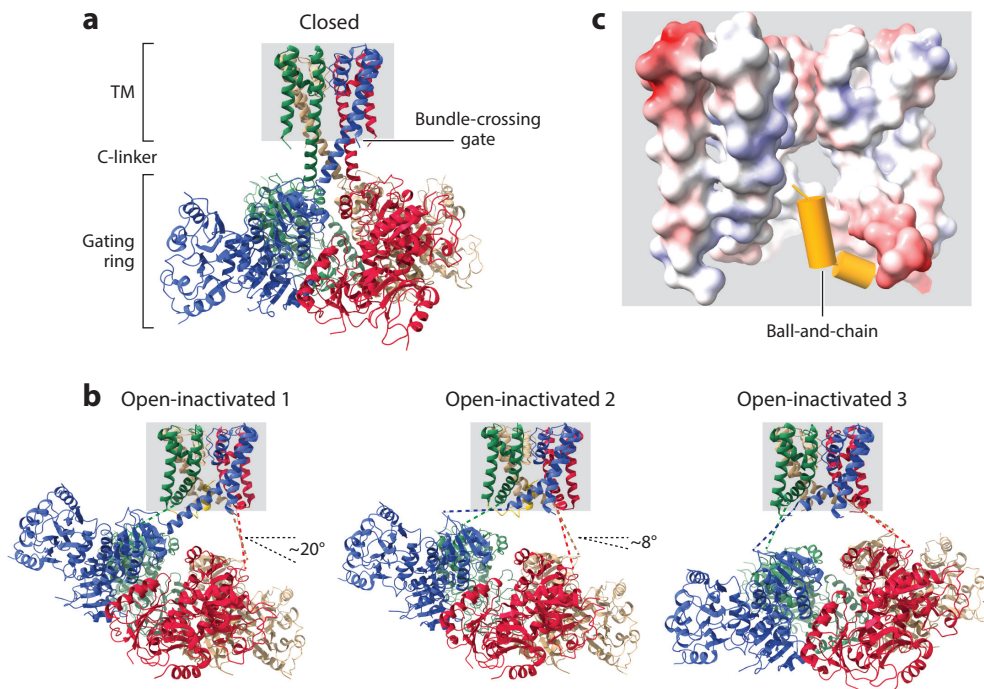 a
Closed
TM
C-linker
Gating
ring
Bundle-crossing
gate
c
Ball-and-chain
b
Open-inactivated 1
~20°
Open-inactivated 2
~8°
Open-inactivated 3